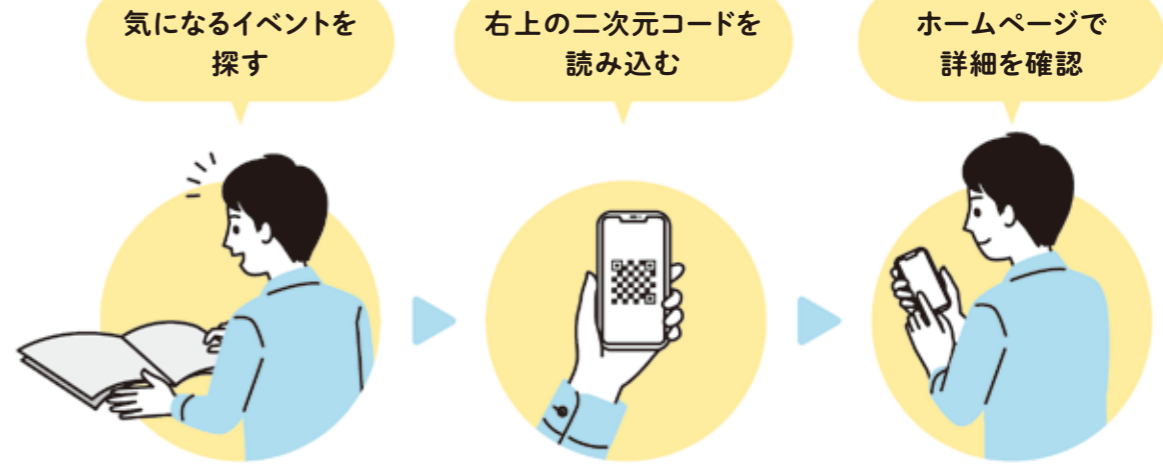 気になるイベントを
探す
右上の二次元コードを
読み込む
ホームページで
詳細を確認